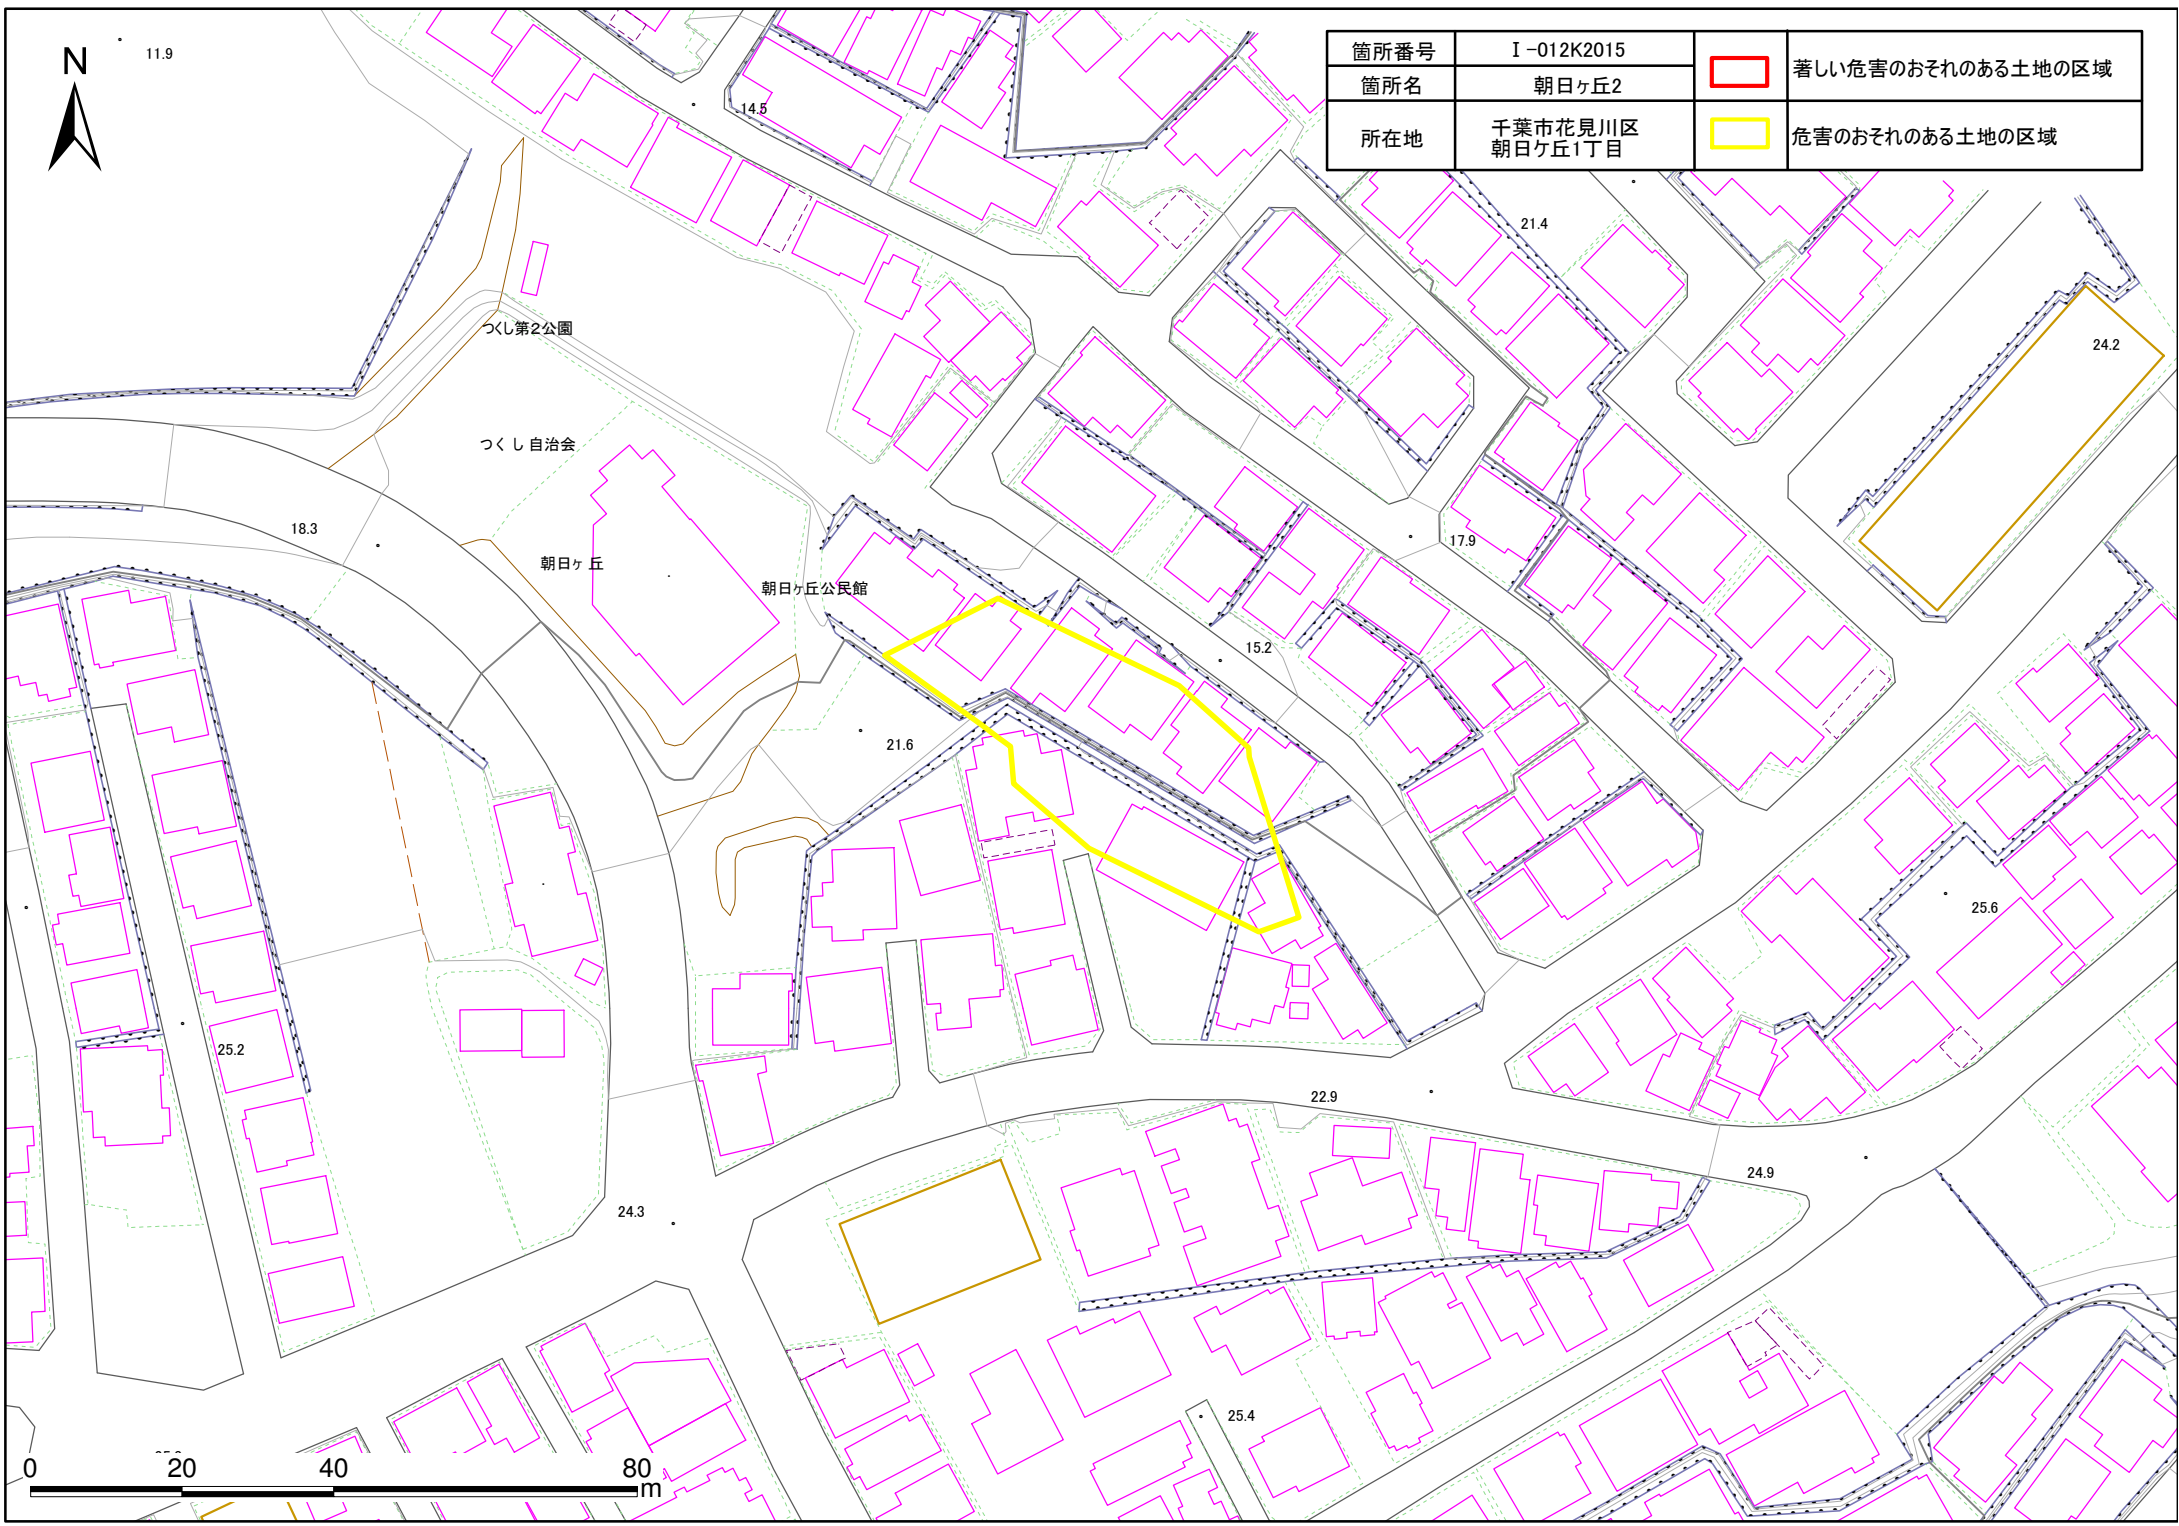 箇所番号
Ⅰ-012K2015
著しい危害のおそれのある土地の区域
箇所名
朝日ヶ丘2
所在地
千葉市花見川区
朝日ケ丘1丁目
危害のおそれのある土地の区域
N
11.9
14.5
21.4
つくし第2公園
24.2
つくし自治会
18.3
17.9
朝日ヶ丘
朝日ヶ丘公民館
15.2
21.6
25.6
25.2
22.9
24.9
24.3
25.4
0 20 40 80
m